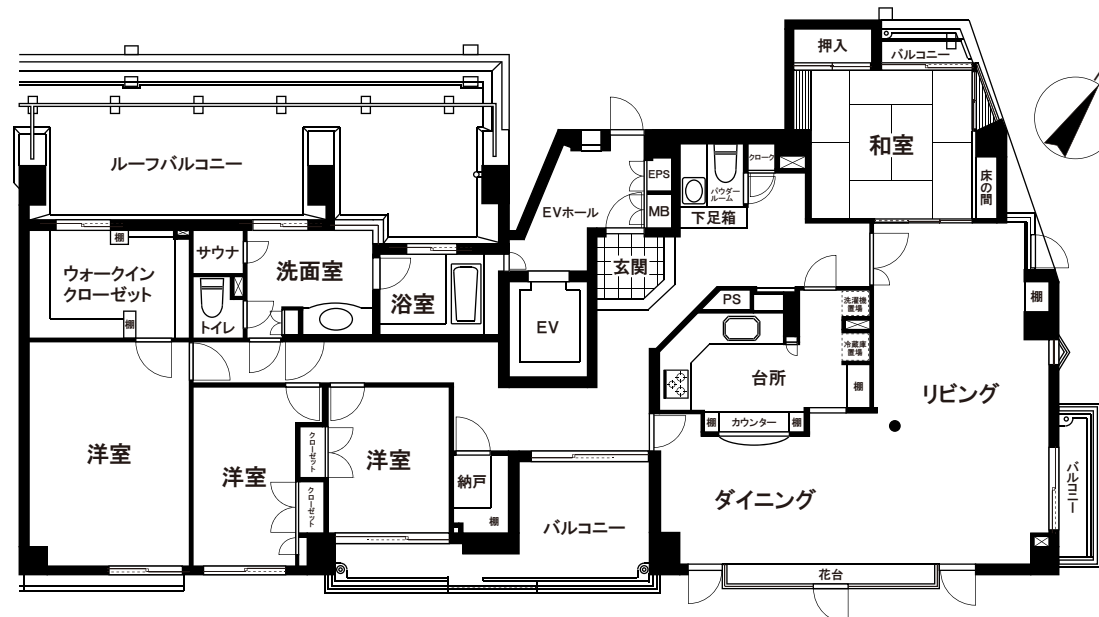 押入
バルコニー
和室
床の間
ルーフバルコニー
EVホール
EPS
MB
パウダー
ルーム
クローク
下足箱
玄関
ウォークイン
クローゼット
棚
棚
サウナ
トイレ
洗面室
浴室
EV
PS
洗濯機
置場
冷蔵庫
置場
台所
棚
棚
カウンター
棚
棚
リビング
ダイニング
バルコニー
洋室
洋室
クローゼット
クローゼット
洋室
納戸
棚
バルコニー
花台